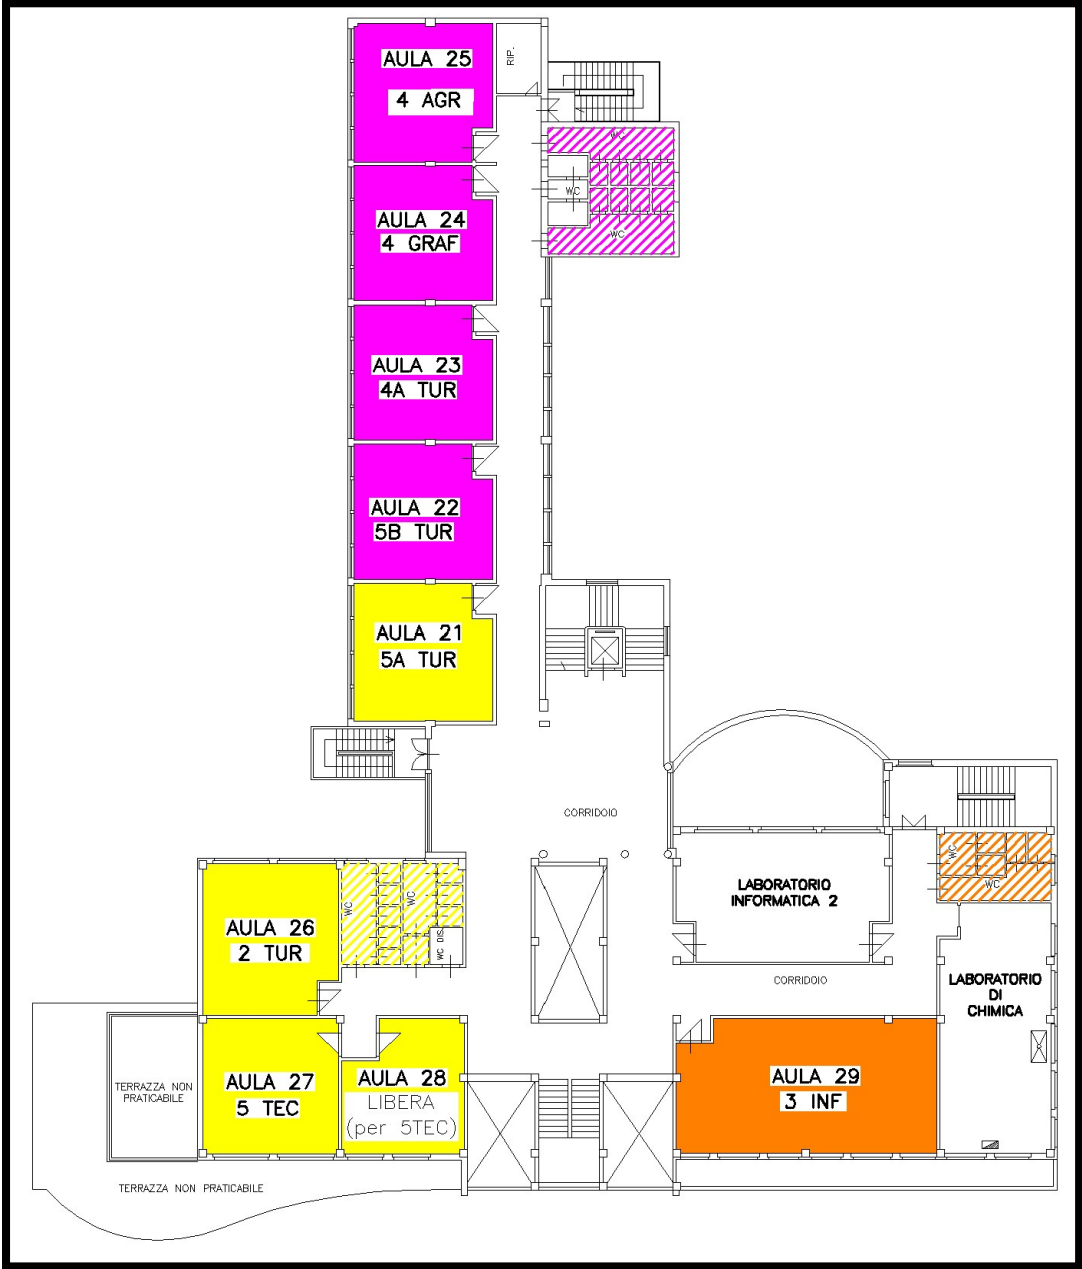 AULA 25
4 AGR
RIP.
WC
WC
WC
AULA 24
4 GRAF
AULA 23
4A TUR
AULA 22
5B TUR
AULA 21
5A TUR
CORRIDOIO
LABORATORIO
INFORMATICA 2
WC
WC
AULA 26
2 TUR
WC
WC
WC DIS.
CORRIDOIO
LABORATORIO
DI
CHIMICA
AULA 27
5 TEC
AULA 28
LIBERA
(per 5TEC)
AULA 29
3 INF
TERRAZZA NON
PRATICABILE
TERRAZZA NON PRATICABILE